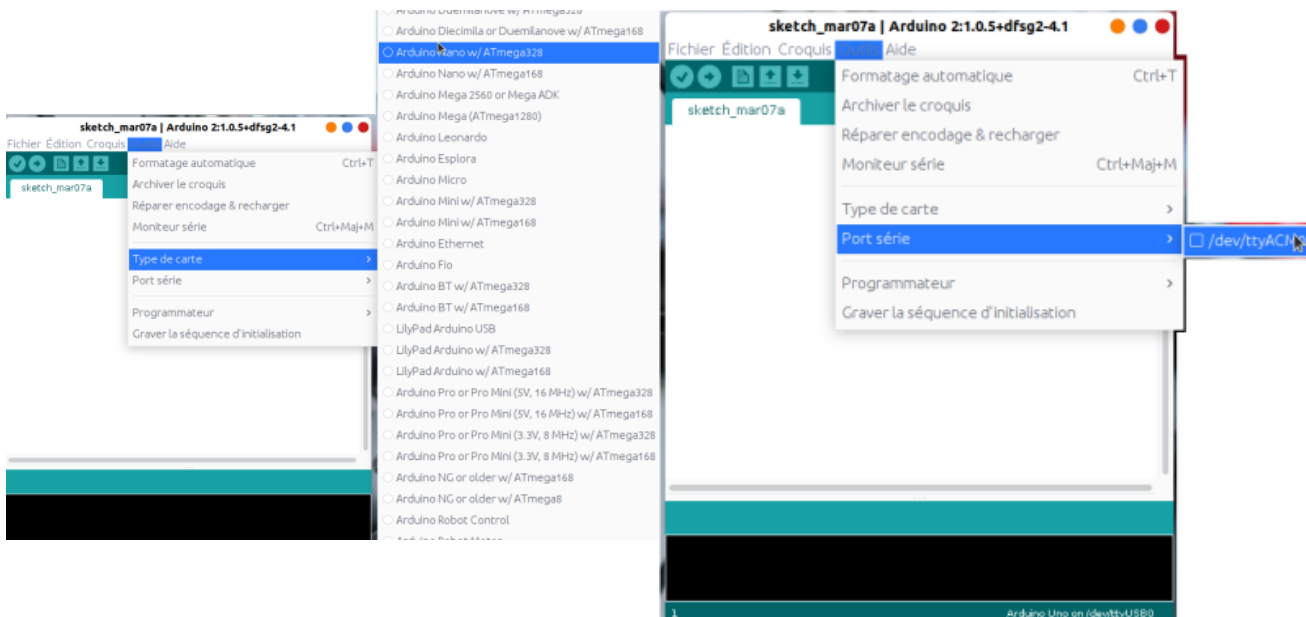 sketch_mar07a | Arduino 2:1.0.5+dfsg2-4.1
Fichier Édition Croquis Outils Aide
sketch_mar07a
Formatage automatique Ctrl+T
Archiver le croquis
Réparer encodage & recharger
Moniteur série Ctrl+Maj+M
Type de carte
Port série
Programmateur
Graver la séquence d'initialisation
Arduino Duemilanove w/ ATmega328
Arduino Diecimila or Duemilanove w/ ATmega168
Arduino Nano w/ ATmega328
Arduino Nano w/ ATmega168
Arduino Mega 2560 or Mega ADK
Arduino Mega (ATmega1280)
Arduino Leonardo
Arduino Esplora
Arduino Micro
Arduino Mini w/ ATmega328
Arduino Mini w/ ATmega168
Arduino Ethernet
Arduino Fio
Arduino BT w/ ATmega328
Arduino BT w/ ATmega168
LilyPad Arduino USB
LilyPad Arduino w/ ATmega328
LilyPad Arduino w/ ATmega168
Arduino Pro or Pro Mini (5V, 16 MHz) w/ ATmega328
Arduino Pro or Pro Mini (5V, 16 MHz) w/ ATmega168
Arduino Pro or Pro Mini (3.3V, 8 MHz) w/ ATmega328
Arduino Pro or Pro Mini (3.3V, 8 MHz) w/ ATmega168
Arduino NG or older w/ ATmega168
Arduino NG or older w/ ATmega8
Arduino Robot Control
Arduino Robot Motor
sketch_mar07a | Arduino 2:1.0.5+dfsg2-4.1
Fichier Édition Croquis Outils Aide
sketch_mar07a
Formatage automatique Ctrl+T
Archiver le croquis
Réparer encodage & recharger
Moniteur série Ctrl+Maj+M
Type de carte
Port série
/dev/ttyACM
Programmateur
Graver la séquence d'initialisation
1 Arduino Uno on /dev/ttyUSB0